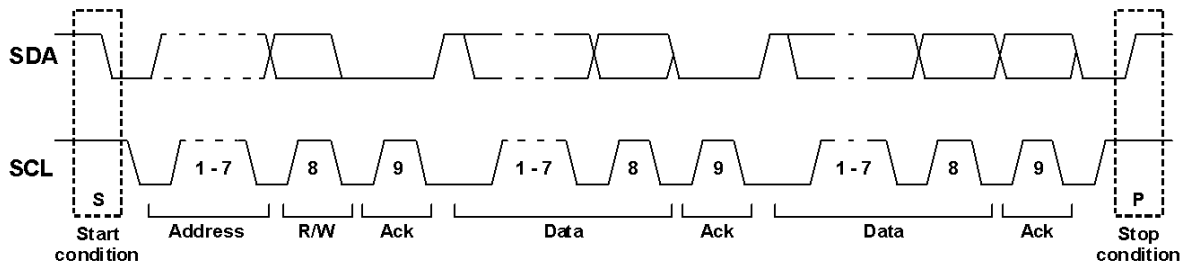 SDA
SCL
1 - 7 8 9 1 - 7 8 9 1 - 7 8 9
S P
Start condition Address R/W Ack Data Ack Data Ack Stop condition